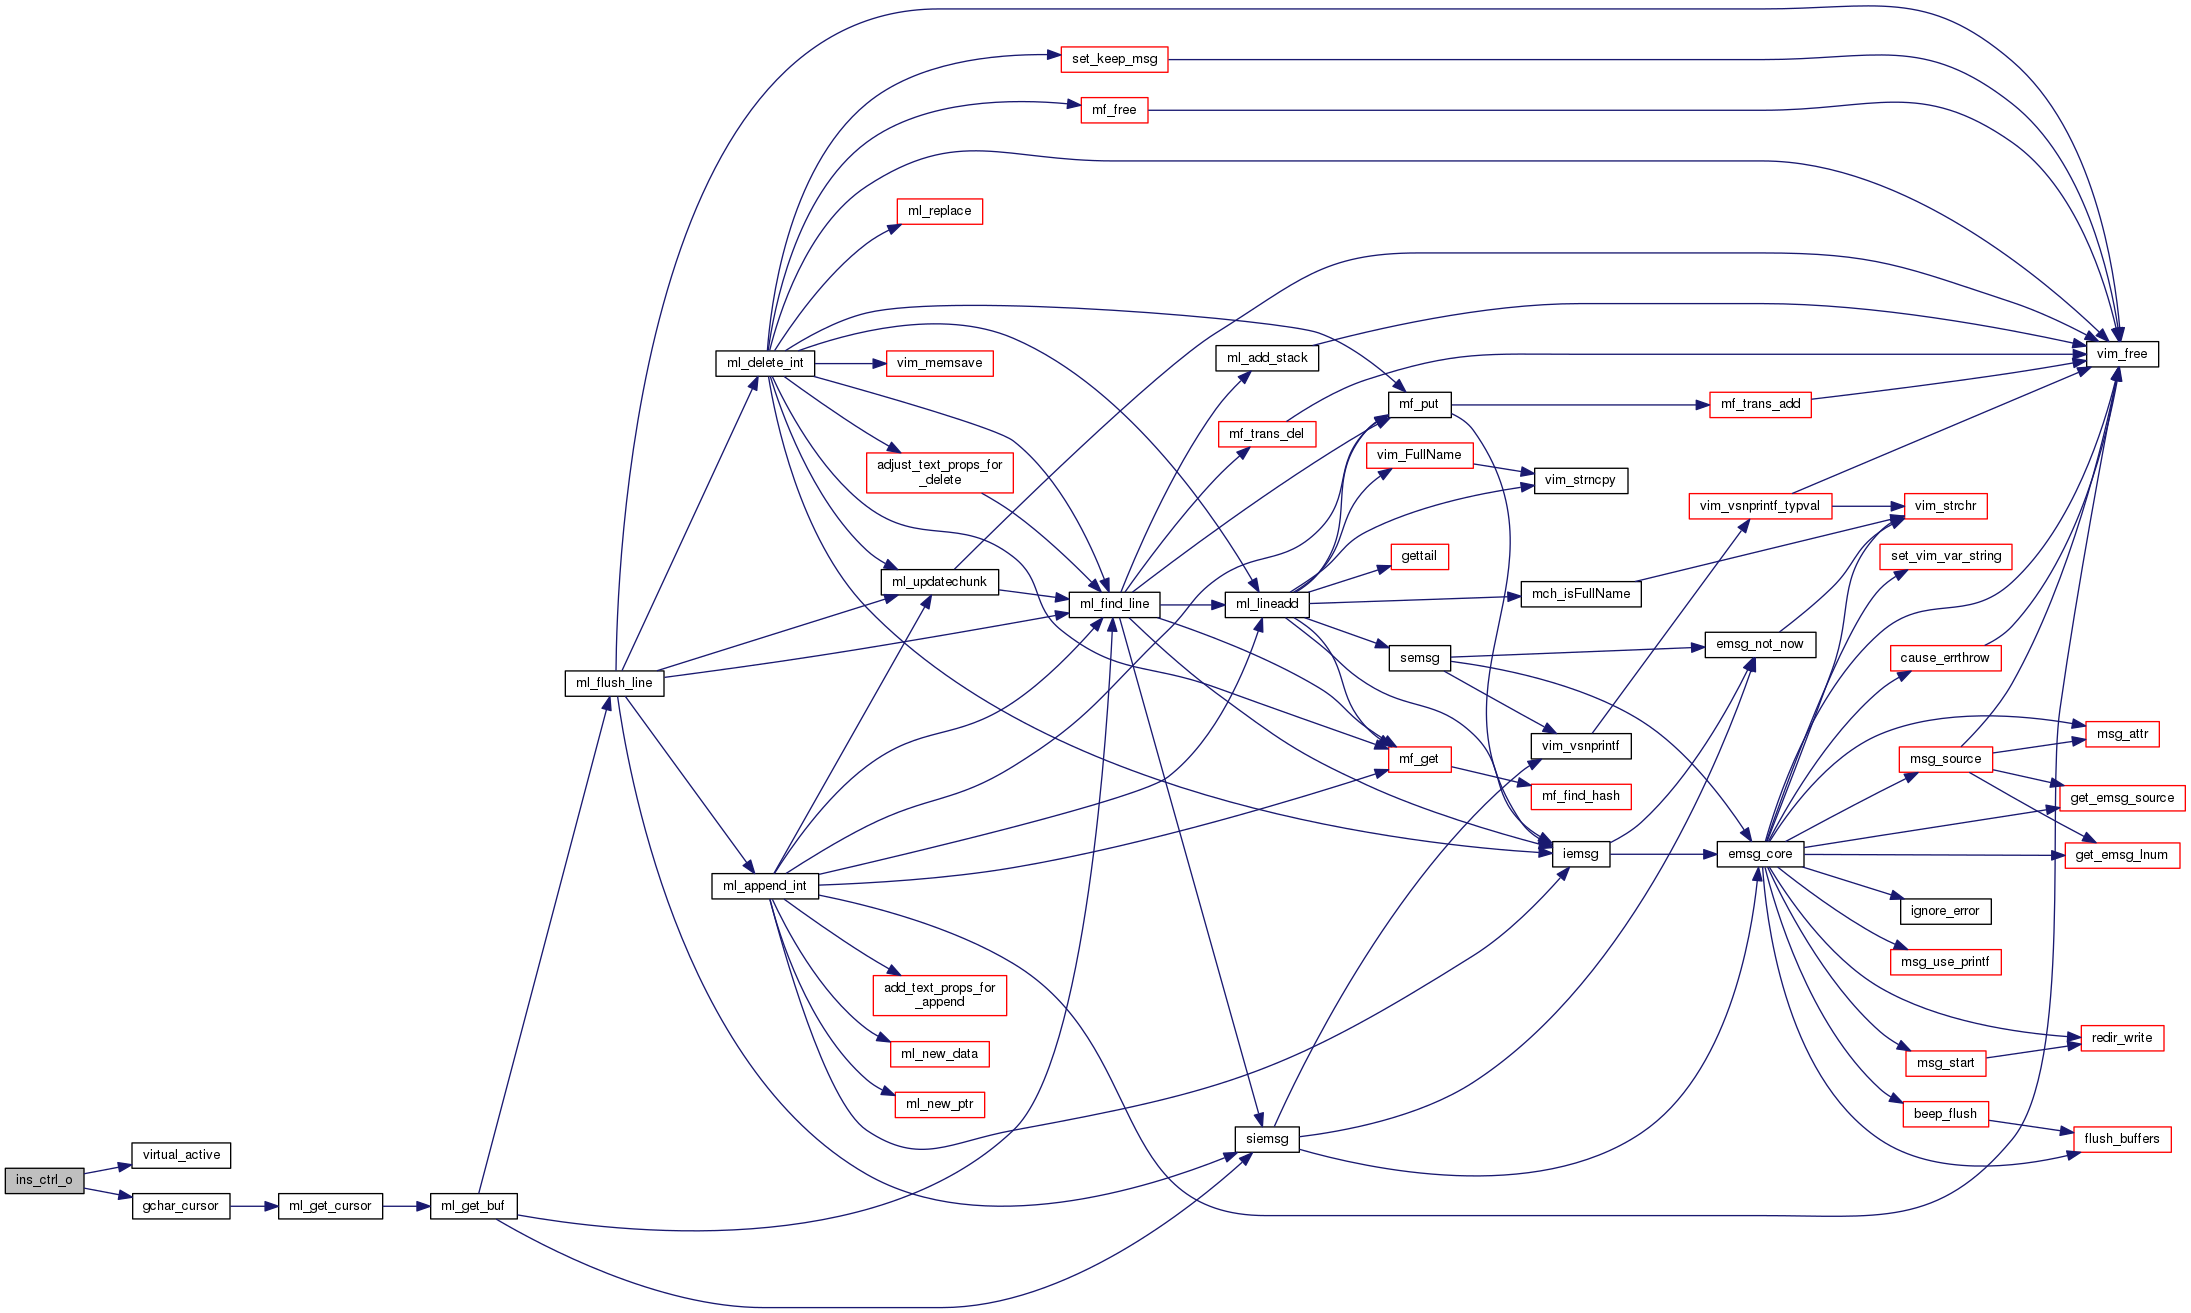 set_keep_msg
mf_free
ml_replace
ml_delete_int
vim_memsave
ml_add_stack
vim_free
mf_put
mf_trans_add
mf_trans_del
adjust_text_props_for
_delete
vim_FullName
vim_strncpy
vim_vsnprintf_typval
vim_strchr
gettail
set_vim_var_string
ml_updatechunk
mch_isFullName
ml_find_line
ml_lineadd
emsg_not_now
semsg
cause_errthrow
ml_flush_line
msg_attr
vim_vsnprintf
mf_get
msg_source
mf_find_hash
get_emsg_source
iemsg
emsg_core
get_emsg_lnum
ml_append_int
ignore_error
msg_use_printf
add_text_props_for
_append
redir_write
ml_new_data
msg_start
ml_new_ptr
beep_flush
siemsg
flush_buffers
virtual_active
ins_ctrl_o
gchar_cursor
ml_get_cursor
ml_get_buf